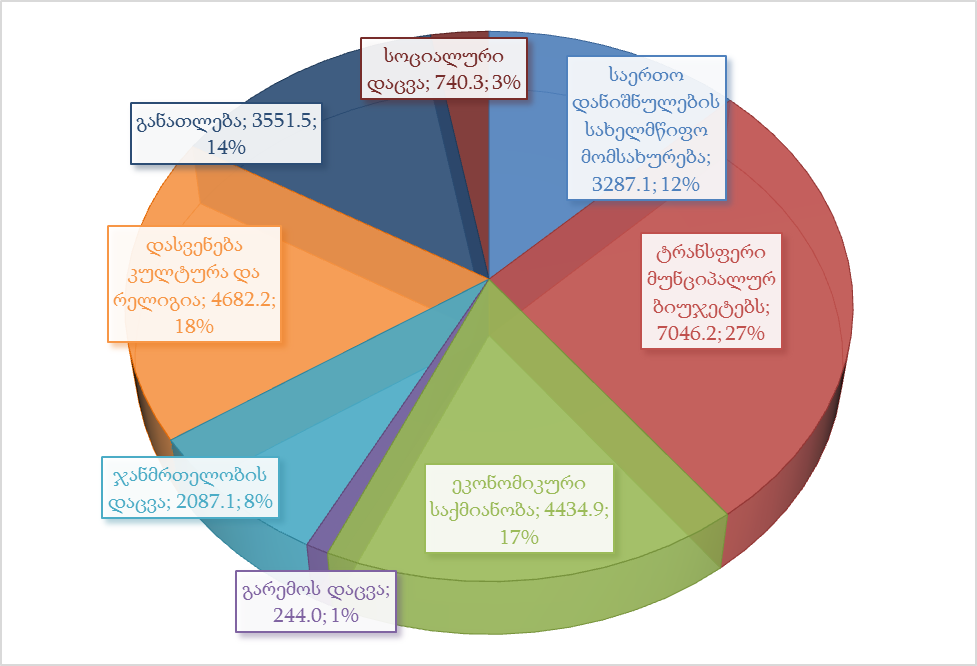 სოციალური
დაცვა; 740.3; 3%
საერთო
დანიშნულების
სახელმწიფო
მომსახურება;
3287.1; 12%
განათლება; 3551.5;
14%
ტრანსფერი
მუნციპალურ
ბიუჯეტებს;
7046.2; 27%
დასვენება
კულტურა და
რელიგია; 4682.2;
18%
ჯანმრთელობის
დაცვა; 2087.1; 8%
ეკონომიკური
საქმიანობა; 4434.9;
17%
გარემოს დაცვა;
244.0; 1%